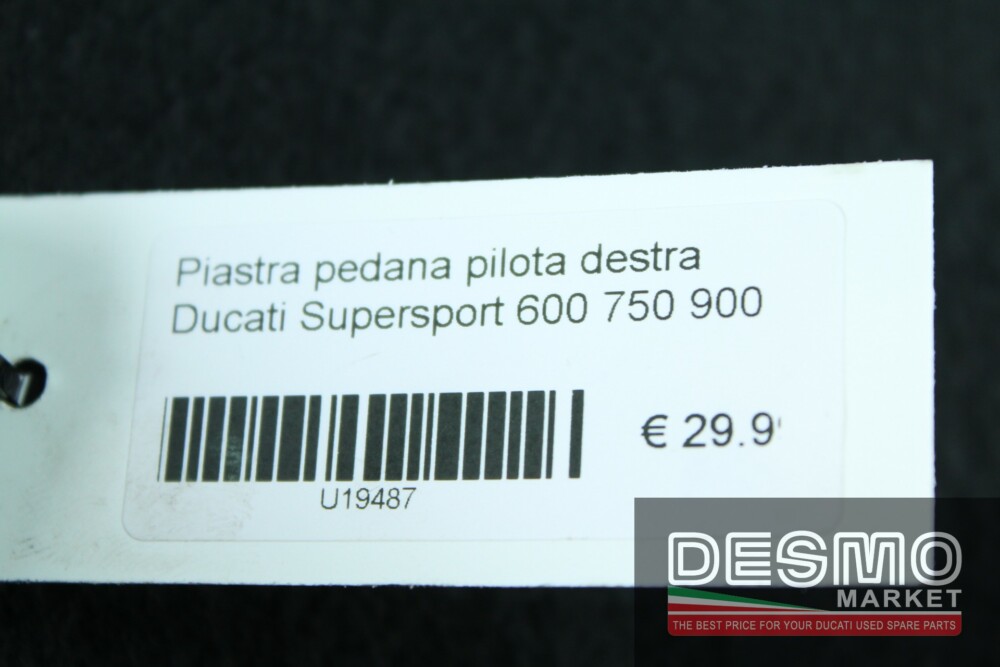 Piastra pedana pilota destra
Ducati Supersport 600 750 900
€ 29.9
U19487
DESMO
MARKET
THE BEST PRICE FOR YOUR DUCATI USED SPARE PARTS